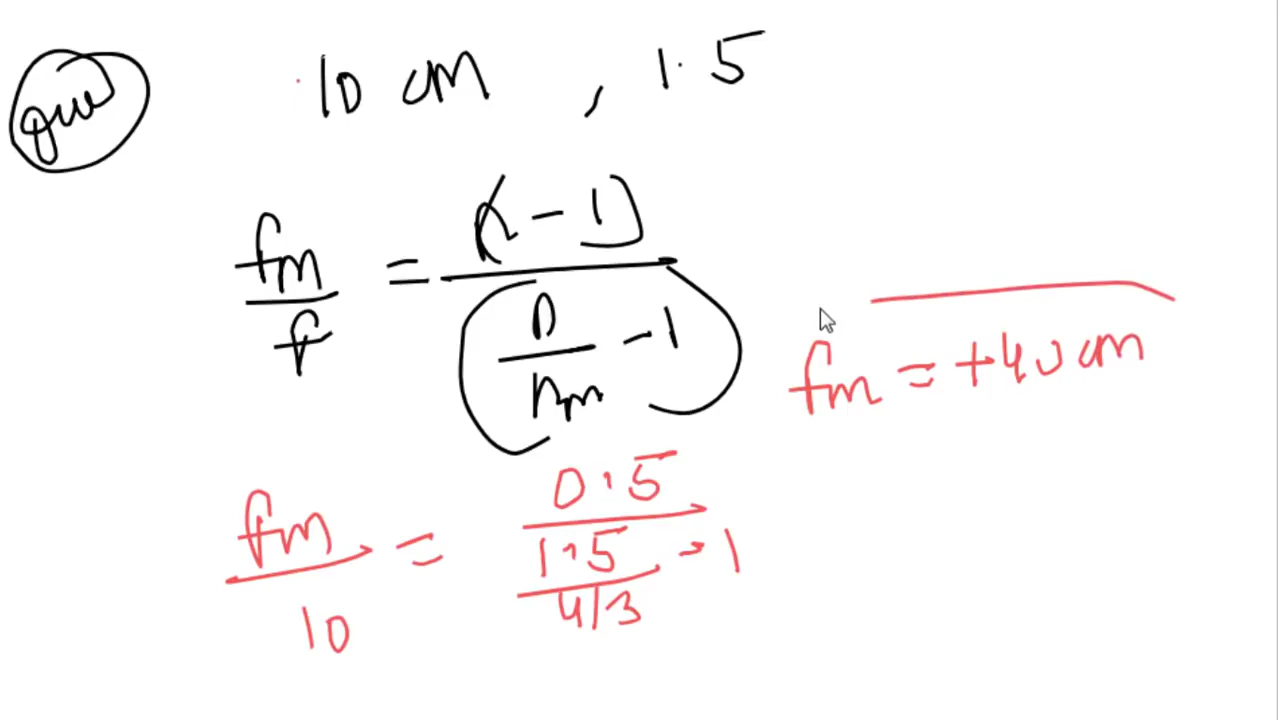 Que 10 cm , 1.5
fm/f = (n - 1)/(n/nm - 1)
fm = +40 cm
fm/10 = 0.5/(1.5/4/3 - 1)